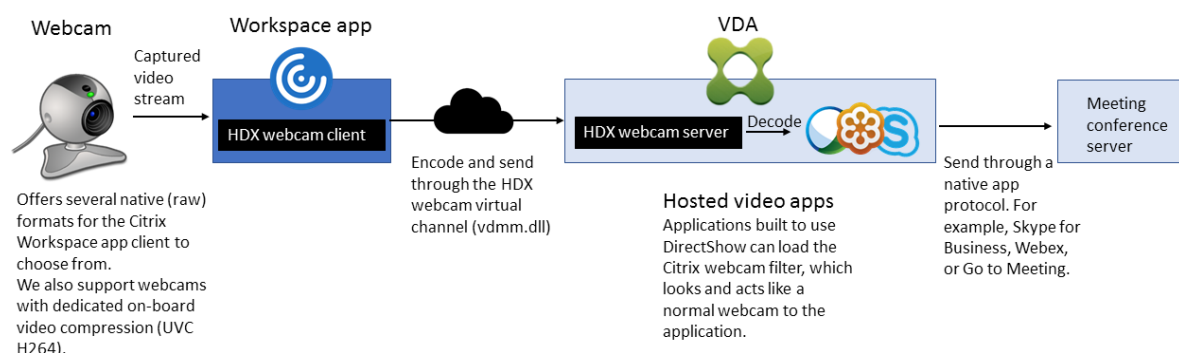 Webcam
Captured
video
stream
Offers several native (raw)
formats for the Citrix
Workspace app client to
choose from.
We also support webcams
with dedicated on-board
video compression (UVC
H264).
Workspace app
HDX webcam client
Encode and send
through the HDX
webcam virtual
channel (vdmm.dll)
VDA
HDX webcam server
Decode
S
Hosted video apps
Applications built to use
DirectShow can load the
Citrix webcam filter, which
looks and acts like a
normal webcam to the
application.
Send through a
native app
protocol. For
example, Skype for
Business, Webex,
or Go to Meeting.
Meeting
conference
server